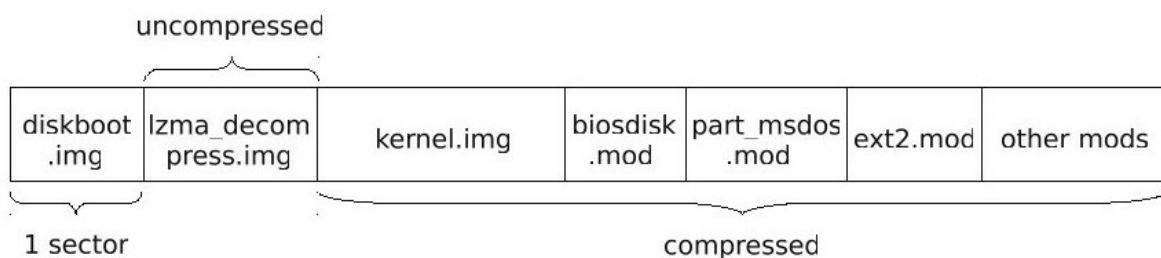 uncompressed
diskboot
.img
lzma_decom
press.img
kernel.img
biosdisk
.mod
part_msdos
.mod
ext2.mod
other mods
1 sector
compressed